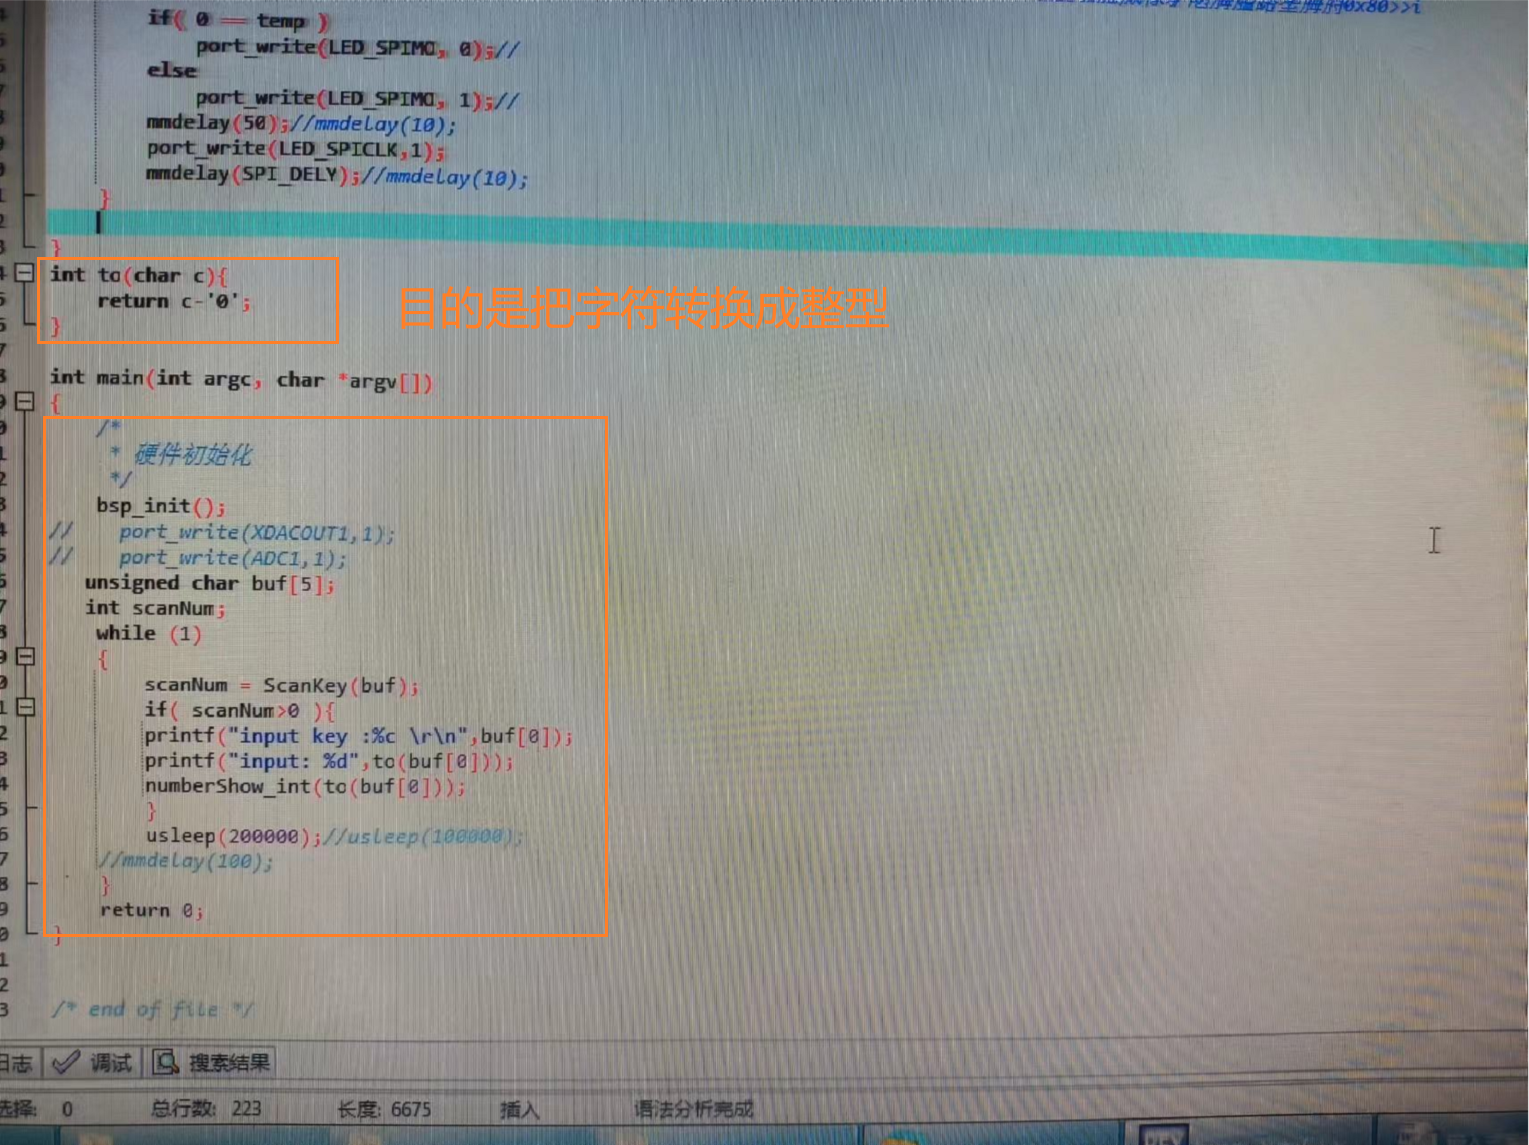 if( 0 == temp )
port_write(LED_SPIMO, 0);//
else
port_write(LED_SPIMO, 1);//
mmdelay(50);//mmdelay(10);
port_write(LED_SPICLK,1);
mmdelay(SPI_DELY);//mmdelay(10);
}
}
int to(char c){
return c-'0';
}
目的是把字符转换成整型
int main(int argc, char *argv[])
{
/*
* 硬件初始化
*/
bsp_init();
// port_write(XDACOUT1,1);
// port_write(ADC1,1);
unsigned char buf[5];
int scanNum;
while (1)
{
scanNum = ScanKey(buf);
if( scanNum>0 ){
printf("input key :%c \r\n",buf[0]);
printf("input: %d",to(buf[0]));
numberShow_int(to(buf[0]));
}
usleep(200000);//usleep(100000);
//mmdelay(100);
}
return 0;
}
/* end of file */
日志 调试 搜索结果
选择: 0 总行数: 223 长度: 6675 插入 语法分析完成